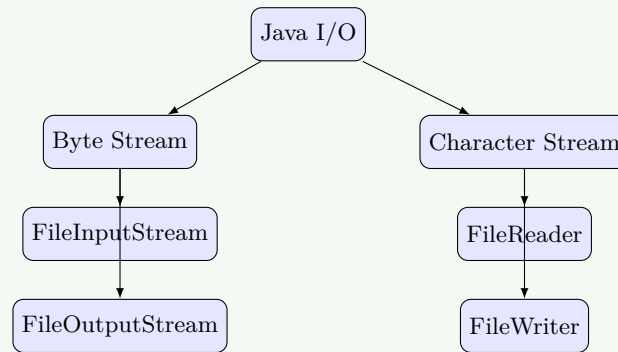 Java I/O
Byte Stream
Character Stream
FileInputStream
FileReader
FileOutputStream
FileWriter